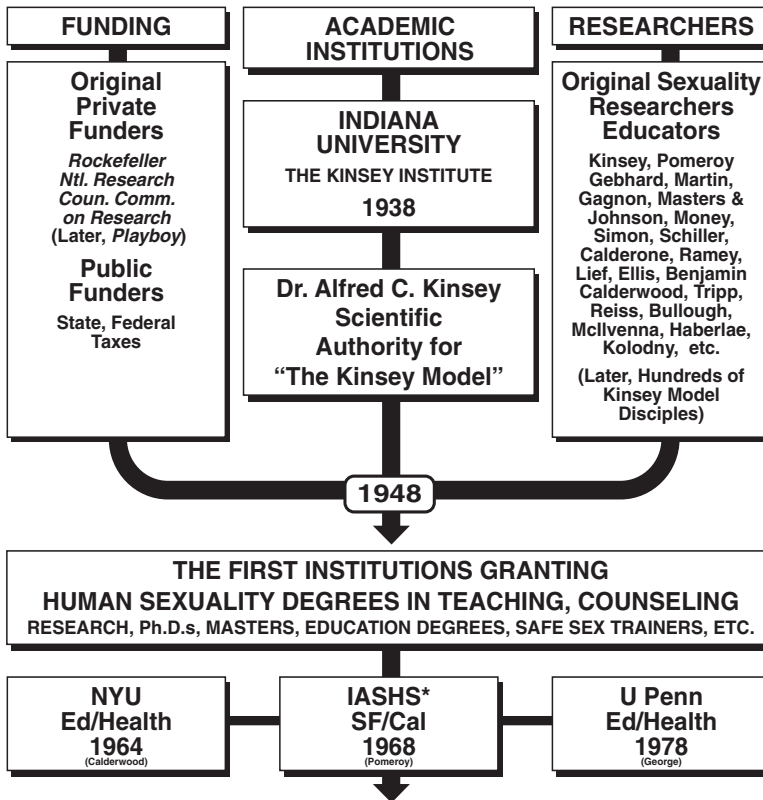 FUNDING
Original
Private
Funders
Rockefeller
Ntl. Research
Coun. Comm.
on Research
(Later, Playboy)
Public
Funders
State, Federal
Taxes
ACADEMIC
INSTITUTIONS
INDIANA
UNIVERSITY
THE KINSEY INSTITUTE
1938
Dr. Alfred C. Kinsey
Scientific
Authority for
“The Kinsey Model”
RESEARCHERS
Original Sexuality
Researchers
Educators
Kinsey, Pomeroy
Gebhard, Martin,
Gagnon, Masters &
Johnson, Money,
Simon, Schiller,
Calderone, Ramey,
Lief, Ellis, Benjamin
Calderwood, Tripp,
Reiss, Bullough,
McIlvenna, Haberlae,
Kolodny, etc.
(Later, Hundreds of
Kinsey Model
Disciples)
1948
THE FIRST INSTITUTIONS GRANTING
HUMAN SEXUALITY DEGREES IN TEACHING, COUNSELING
RESEARCH, Ph.D.s, MASTERS, EDUCATION DEGREES, SAFE SEX TRAINERS, ETC.
NYU
Ed/Health
1964
(Calderwood)
IASHS*
SF/Cal
1968
(Pomeroy)
U Penn
Ed/Health
1978
(George)